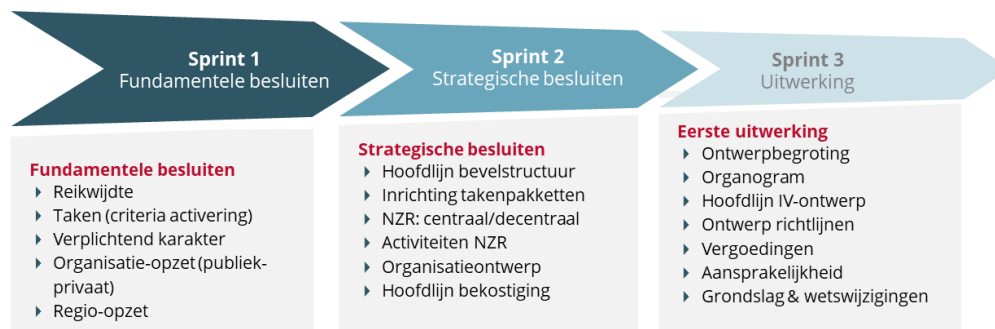 Sprint 1
Fundamentele besluiten
Sprint 2
Strategische besluiten
Sprint 3
Uitwerking
Fundamentele besluiten
Reikwijdte
Taken (criteria activering)
Verplichtend karakter
Organisatie-opzet (publiek-
privaat)
Regio-opzet
Strategische besluiten
Hoofdlijn bevelstructuur
Inrichting takenpakketten
NZR: centraal/decentraal
Activiteiten NZR
Organisatieontwerp
Hoofdlijn bekostiging
Eerste uitwerking
Ontwerpbegroting
Organogram
Hoofdlijn IV-ontwerp
Ontwerp richtlijnen
Vergoedingen
Aansprakelijkheid
Grondslag & wetswijzigingen